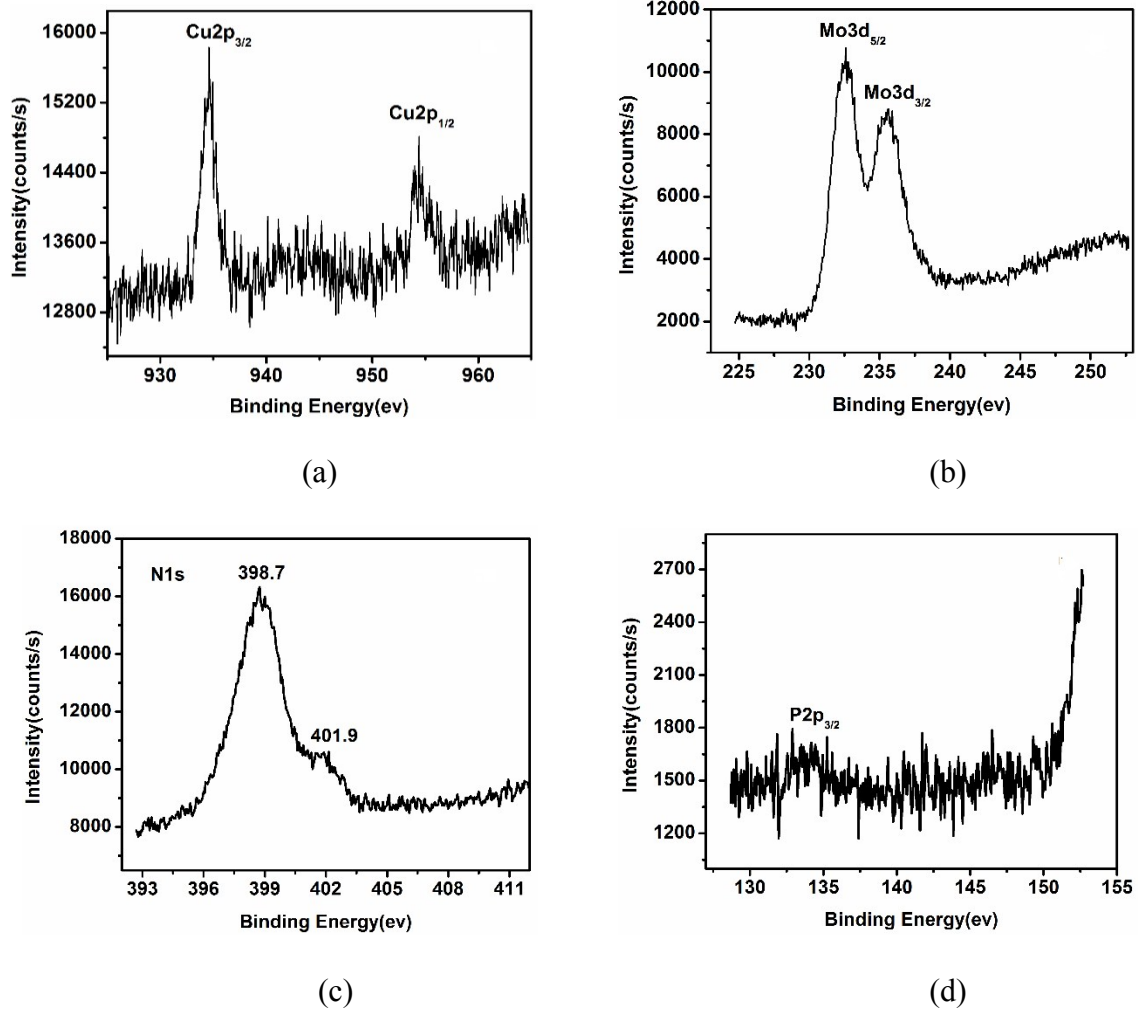 Cu2p3/2
Cu2p1/2
16000
15200
14400
13600
12800
Intensity(counts/s)
930 940 950 960
Binding Energy(ev)
(a)
Mo3d5/2
Mo3d3/2
12000
10000
8000
6000
4000
2000
Intensity(counts/s)
225 230 235 240 245 250
Binding Energy(ev)
(b)
N1s
398.7
401.9
18000
16000
14000
12000
10000
8000
Intensity(counts/s)
393 396 399 402 405 408 411
Binding Energy(ev)
(c)
P2p3/2
2700
2400
2100
1800
1500
1200
Intensity(counts/s)
130 135 140 145 150 155
Binding Energy(ev)
(d)